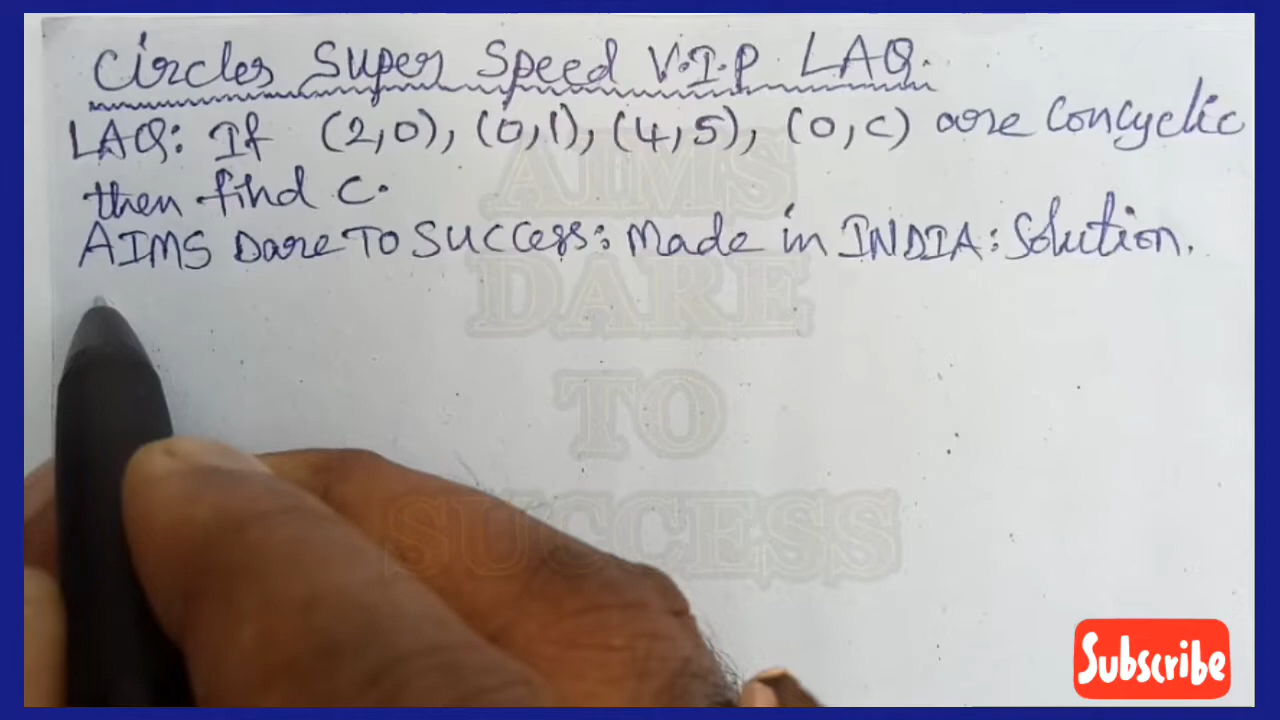 Circles Super Speed V.I.P LAQ.
LAQ: If (2,0), (0,1), (4,5), (0,c) are concyclic
then find c.
AIMS Dare To Success: Made in INDIA: Solution.
AIMS
DARE
TO
SUCCESS
Subscribe